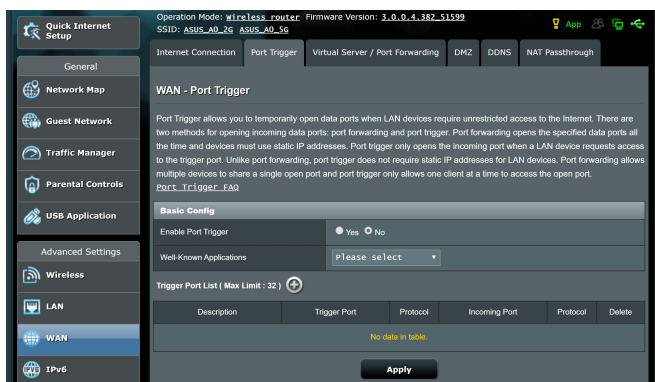 Operation Mode: Wireless router Firmware Version: 3.0.0.4.382_51599
SSID: ASUS_A0_2G ASUS_A0_5G
App
Quick Internet
Setup
General
Network Map
Guest Network
Traffic Manager
Parental Controls
USB Application
Advanced Settings
Wireless
LAN
WAN
IPv6
Internet Connection Port Trigger Virtual Server / Port Forwarding DMZ DDNS NAT Passthrough
WAN - Port Trigger
Port Trigger allows you to temporarily open data ports when LAN devices require unrestricted access to the Internet. There are
two methods for opening incoming data ports: port forwarding and port trigger. Port forwarding opens the specified data ports all
the time and devices must use static IP addresses. Port trigger only opens the incoming port when a LAN device requests access
to the trigger port. Unlike port forwarding, port trigger does not require static IP addresses for LAN devices. Port forwarding allows
multiple devices to share a single open port and port trigger only allows one client at a time to access the open port.
Port Trigger FAQ
Basic Config
Enable Port Trigger Yes No
Well-Known Applications Please select
Trigger Port List ( Max Limit : 32 )
Description Trigger Port Protocol Incoming Port Protocol Delete
No data in table.
Apply